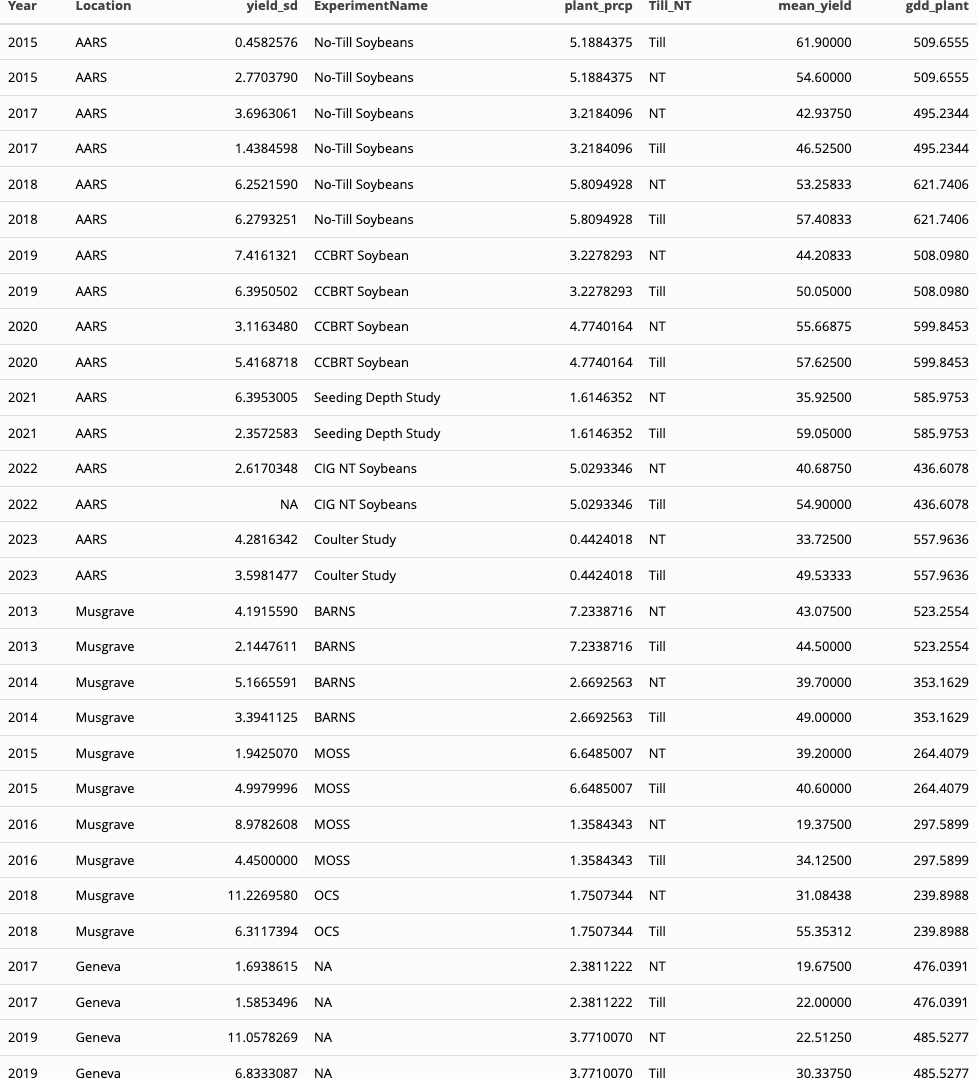 Year Location yield_sd ExperimentName plant_prcp Till_NT mean_yield gdd_plant
2015 AARS 0.4582576 No-Till Soybeans 5.1884375 Till 61.90000 509.6555
2015 AARS 2.7703790 No-Till Soybeans 5.1884375 NT 54.60000 509.6555
2017 AARS 3.6963061 No-Till Soybeans 3.2184096 NT 42.93750 495.2344
2017 AARS 1.4384598 No-Till Soybeans 3.2184096 Till 46.52500 495.2344
2018 AARS 6.2521590 No-Till Soybeans 5.8094928 NT 53.25833 621.7406
2018 AARS 6.2793251 No-Till Soybeans 5.8094928 Till 57.40833 621.7406
2019 AARS 7.4161321 CCBRT Soybean 3.2278293 NT 44.20833 508.0980
2019 AARS 6.3950502 CCBRT Soybean 3.2278293 Till 50.05000 508.0980
2020 AARS 3.1163480 CCBRT Soybean 4.7740164 NT 55.66875 599.8453
2020 AARS 5.4168718 CCBRT Soybean 4.7740164 Till 57.62500 599.8453
2021 AARS 6.3953005 Seeding Depth Study 1.6146352 NT 35.92500 585.9753
2021 AARS 2.3572583 Seeding Depth Study 1.6146352 Till 59.05000 585.9753
2022 AARS 2.6170348 CIG NT Soybeans 5.0293346 NT 40.68750 436.6078
2022 AARS NA CIG NT Soybeans 5.0293346 Till 54.90000 436.6078
2023 AARS 4.2816342 Coulter Study 0.4424018 NT 33.72500 557.9636
2023 AARS 3.5981477 Coulter Study 0.4424018 Till 49.53333 557.9636
2013 Musgrave 4.1915590 BARNS 7.2338716 NT 43.07500 523.2554
2013 Musgrave 2.1447611 BARNS 7.2338716 Till 44.50000 523.2554
2014 Musgrave 5.1665591 BARNS 2.6692563 NT 39.70000 353.1629
2014 Musgrave 3.3941125 BARNS 2.6692563 Till 49.00000 353.1629
2015 Musgrave 1.9425070 MOSS 6.6485007 NT 39.20000 264.4079
2015 Musgrave 4.9979996 MOSS 6.6485007 Till 40.60000 264.4079
2016 Musgrave 8.9782608 MOSS 1.3584343 NT 19.37500 297.5899
2016 Musgrave 4.4500000 MOSS 1.3584343 Till 34.12500 297.5899
2018 Musgrave 11.2269580 OCS 1.7507344 NT 31.08438 239.8988
2018 Musgrave 6.3117394 OCS 1.7507344 Till 55.35312 239.8988
2017 Geneva 1.6938615 NA 2.3811222 NT 19.67500 476.0391
2017 Geneva 1.5853496 NA 2.3811222 Till 22.00000 476.0391
2019 Geneva 11.0578269 NA 3.7710070 NT 22.51250 485.5277
2019 Geneva 6.8333087 NA 3.7710070 Till 30.33750 485.5277